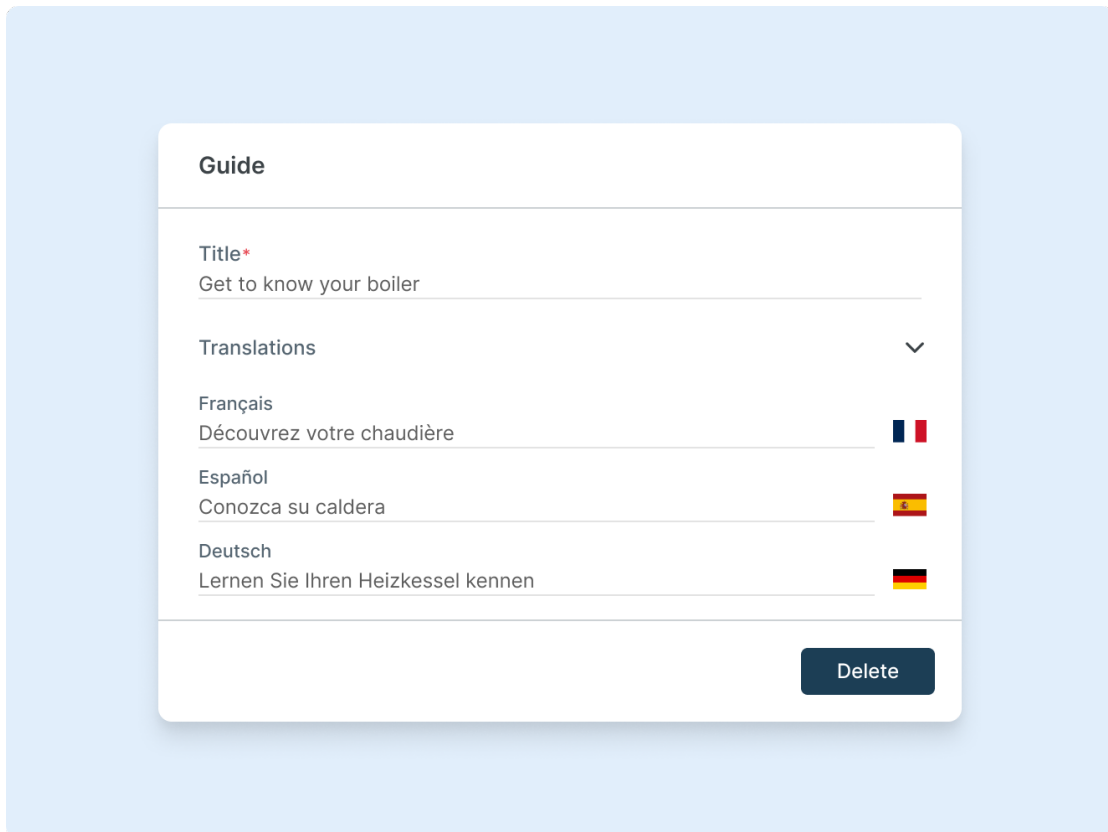 Guide
Title*
Get to know your boiler
Translations
Français
Découvrez votre chaudière
Español
Conozca su caldera
Deutsch
Lernen Sie Ihren Heizkessel kennen
Delete